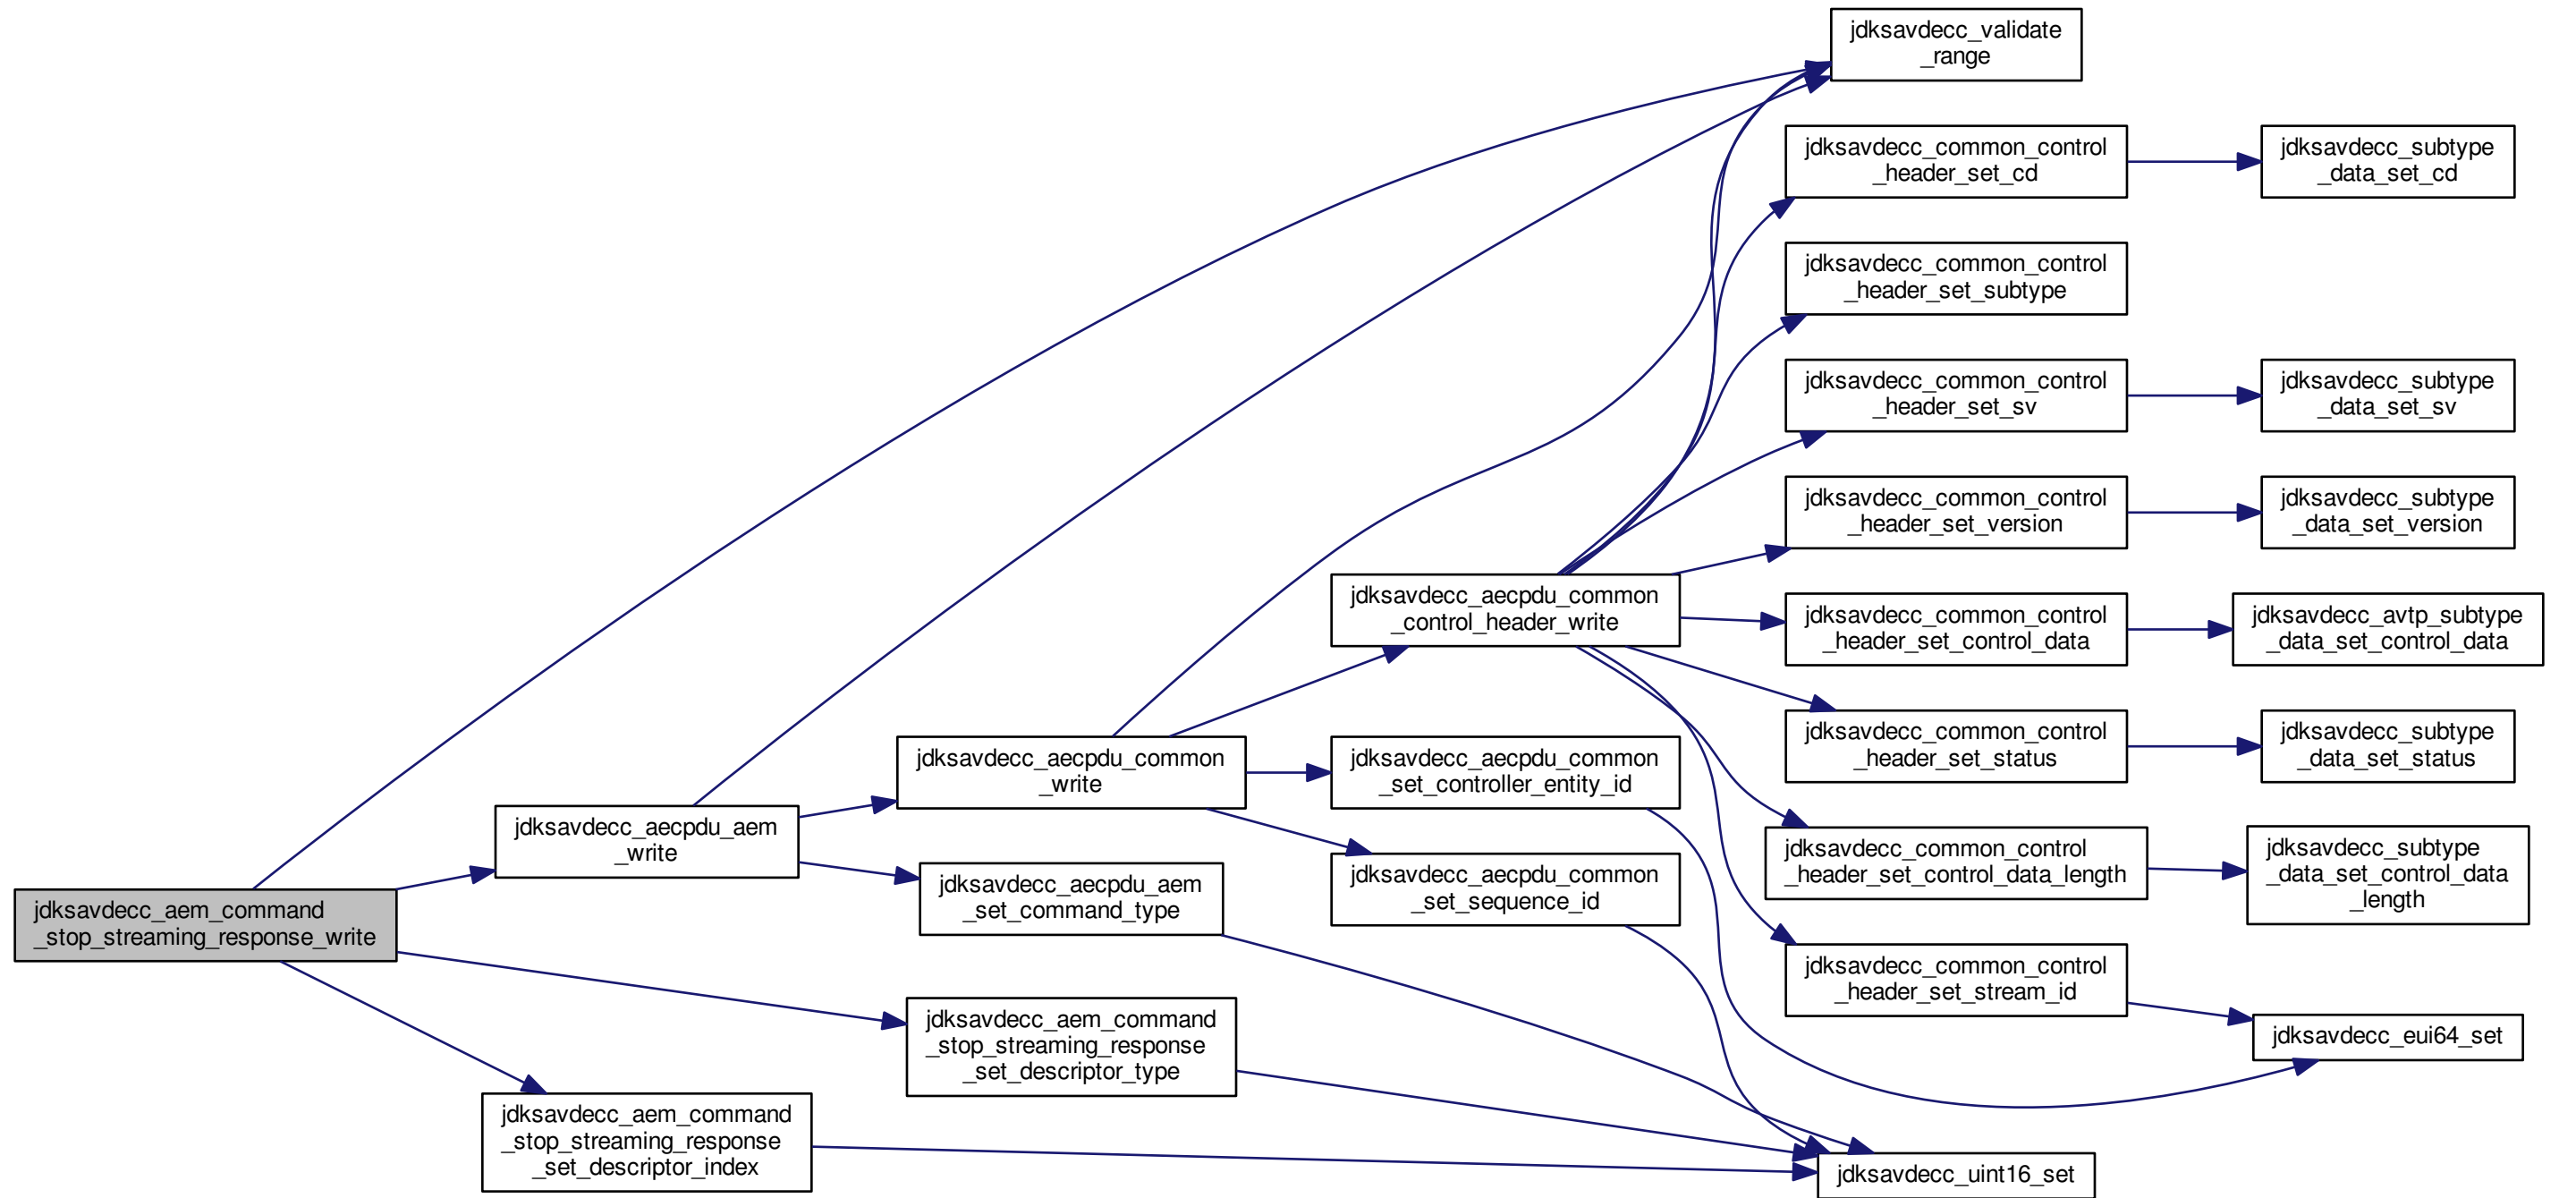 jdksavdecc_validate
_range
jdksavdecc_common_control
_header_set_cd
jdksavdecc_subtype
_data_set_cd
jdksavdecc_common_control
_header_set_subtype
jdksavdecc_common_control
_header_set_sv
jdksavdecc_subtype
_data_set_sv
jdksavdecc_common_control
_header_set_version
jdksavdecc_subtype
_data_set_version
jdksavdecc_aecpdu_common
_control_header_write
jdksavdecc_common_control
_header_set_control_data
jdksavdecc_avtp_subtype
_data_set_control_data
jdksavdecc_common_control
_header_set_status
jdksavdecc_subtype
_data_set_status
jdksavdecc_aecpdu_common
_write
jdksavdecc_aecpdu_common
_set_controller_entity_id
jdksavdecc_aecpdu_aem
_write
jdksavdecc_common_control
_header_set_control_data_length
jdksavdecc_subtype
_data_set_control_data
_length
jdksavdecc_aecpdu_common
_set_sequence_id
jdksavdecc_aecpdu_aem
_set_command_type
jdksavdecc_aem_command
_stop_streaming_response_write
jdksavdecc_common_control
_header_set_stream_id
jdksavdecc_aem_command
_stop_streaming_response
_set_descriptor_type
jdksavdecc_eui64_set
jdksavdecc_aem_command
_stop_streaming_response
_set_descriptor_index
jdksavdecc_uint16_set